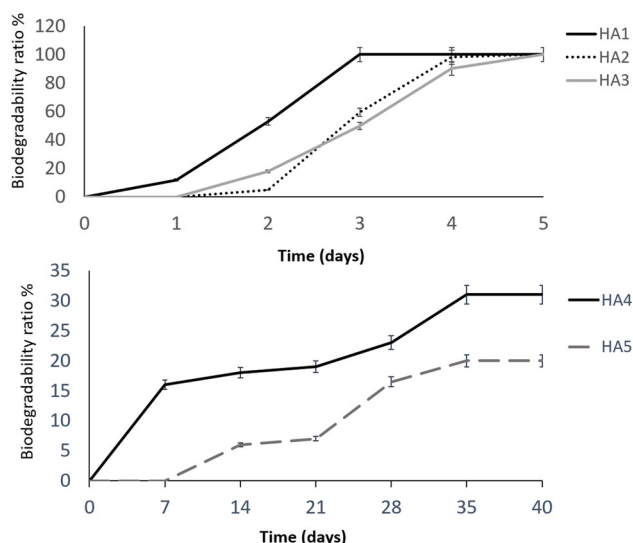 Biodegradability ratio %
120
100
80
60
40
20
0
0 1 2 3 4 5
Time (days)
HA1
HA2
HA3
Biodegradability ratio %
35
30
25
20
15
10
5
0
0 7 14 21 28 35 40
Time (days)
HA4
HA5